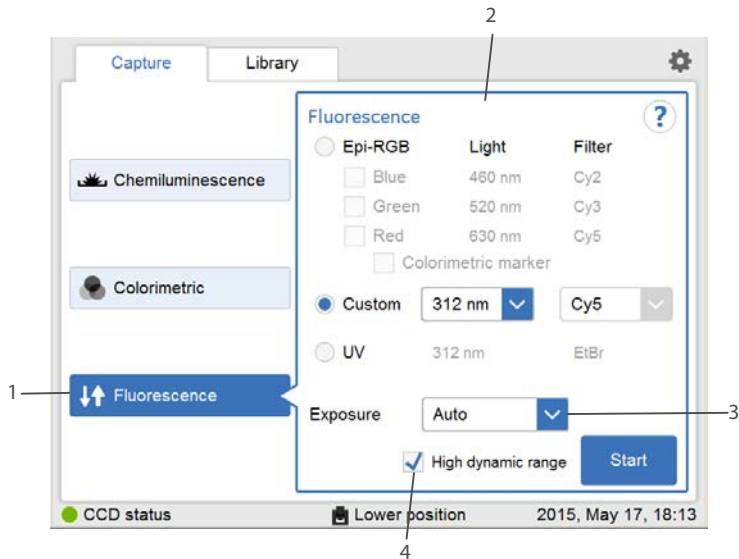 2
Capture Library
Fluorescence ?
Epi-RGB Light Filter
Blue 460 nm Cy2
Chemiluminescence
Green 520 nm Cy3
Red 630 nm Cy5
Colorimetric marker
Colorimetric
Custom 312 nm Cy5
UV 312 nm EtBr
1 Fluorescence
Exposure Auto 3
High dynamic range Start
CCD status Lower position 2015, May 17, 18:13
4